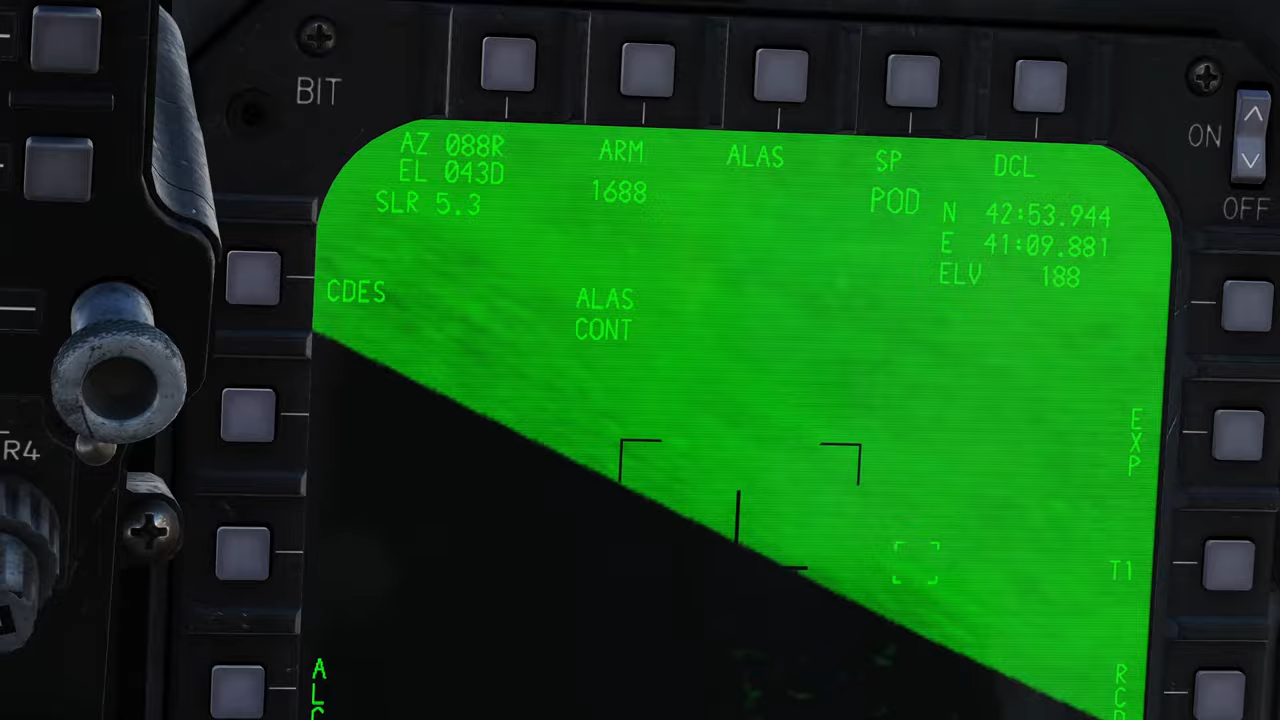 BIT
ON
OFF
R4
AZ 088R
EL 043D
SLR 5.3
ARM
1688
ALAS
SP
POD
DCL
N 42:53.944
E 41:09.881
ELV 188
CDES
ALAS
CONT
EXP
T1